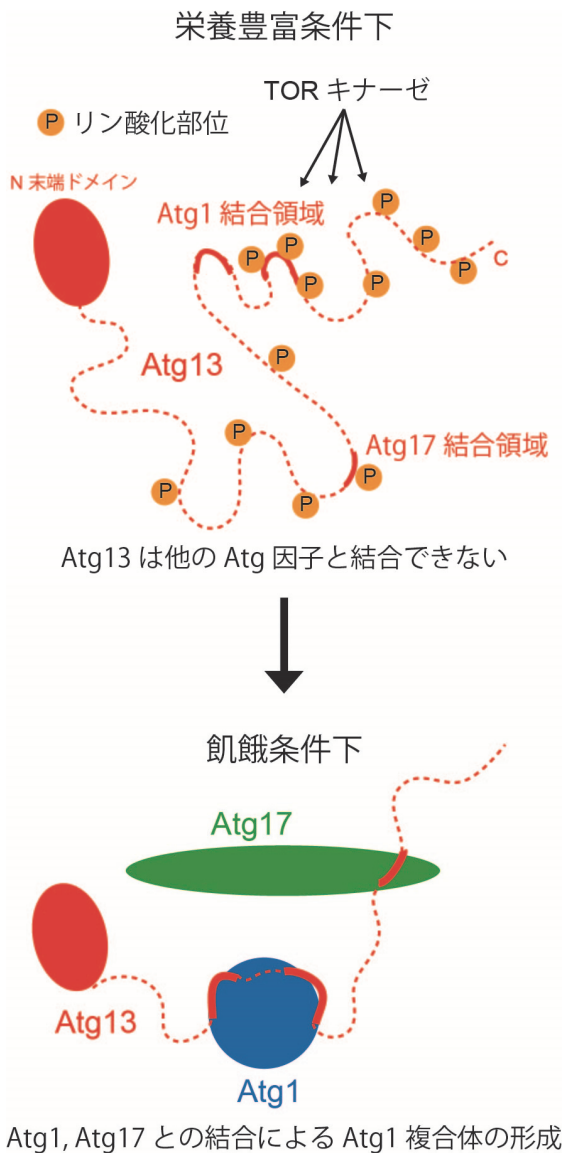 栄養豊富条件下
TOR キナーゼ
P リン酸化部位
N 末端ドメイン
Atg1 結合領域
P
P
P
P
P
P
P
C
Atg13
P
Atg17 結合領域
P
P
P
P
Atg13 は他の Atg 因子と結合できない
飢餓条件下
Atg17
Atg13
Atg1
Atg1, Atg17 との結合による Atg1 複合体の形成